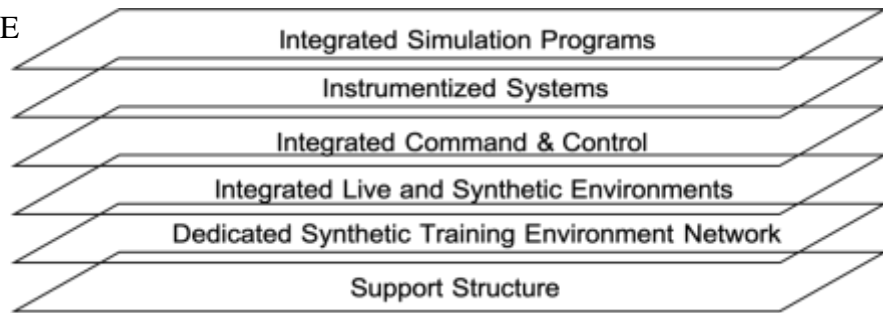 E
Integrated Simulation Programs
Instrumentized Systems
Integrated Command & Control
Integrated Live and Synthetic Environments
Dedicated Synthetic Training Environment Network
Support Structure